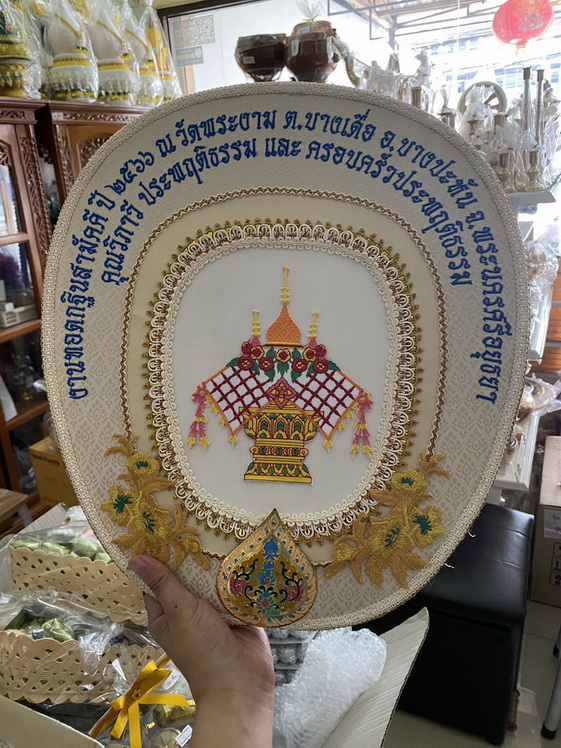 งานทอดกฐินสามัคคี ปี ๒๕๖๖ ณ วัดพระงาม ต.บางเดื่อ อ.บางปะหัน จ.พระนครศรีอยุธยา
คุณวิการ์ ประพฤติธรรม และ ครอบครัวประพฤติธรรม